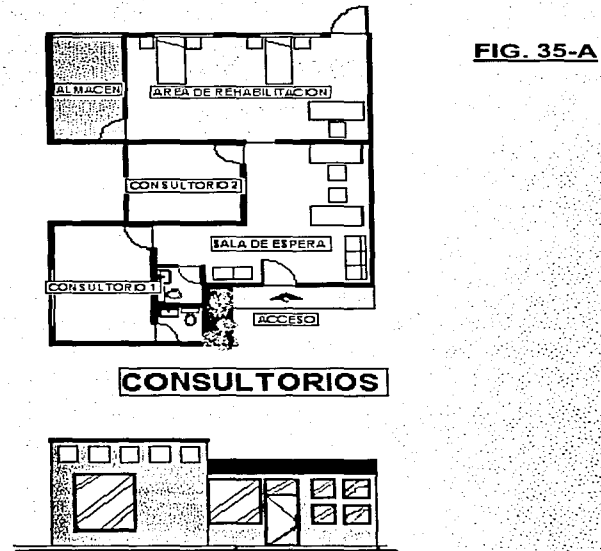 FIG. 35-A
ALMACEN
AREA DE REHABILITACION
CONSULTORIO 2
SALA DE ESPERA
CONSULTORIO 1
ACCESO
CONSULTORIOS